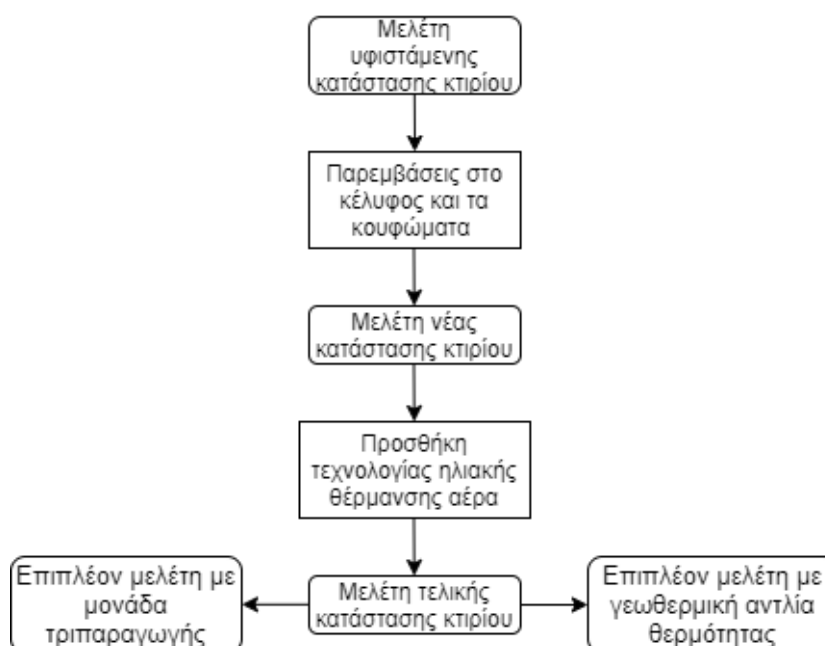 Μελέτη
υφιστάμενης
κατάστασης κτιρίου
Παρεμβάσεις στο
κέλυφος και τα
κουφώματα
Μελέτη νέας
κατάστασης κτιρίου
Προσθήκη
τεχνολογίας ηλιακής
θέρμανσης αέρα
Επιπλέον μελέτη με
μονάδα
τριπαραγωγής
Μελέτη τελικής
κατάστασης κτιρίου
Επιπλέον μελέτη με
γεωθερμική αντλία
θερμότητας